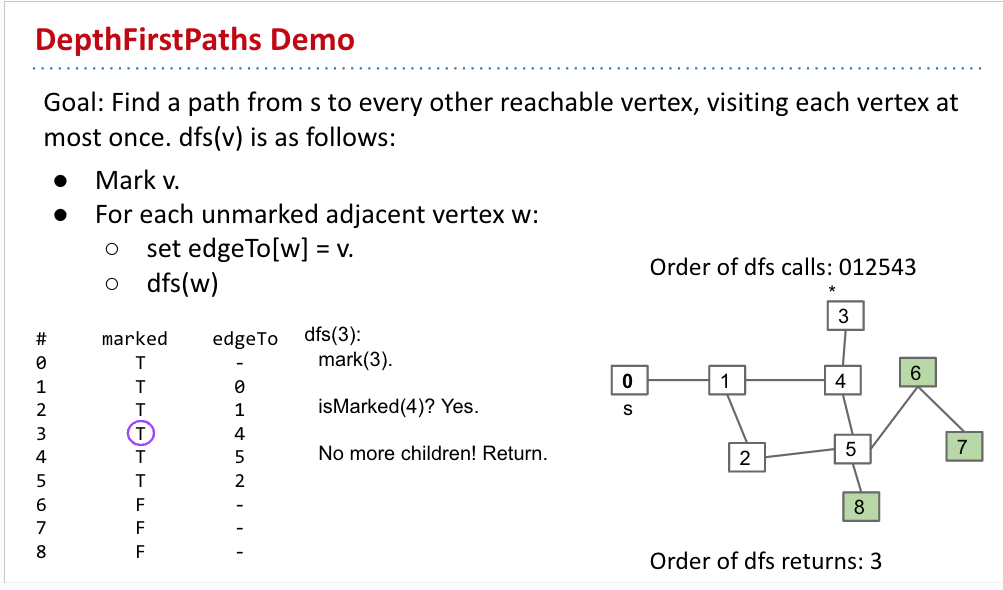 DepthFirstPaths Demo
Goal: Find a path from s to every other reachable vertex, visiting each vertex at
most once. dfs(v) is as follows:
● Mark v.
● For each unmarked adjacent vertex w:
○ set edgeTo[w] = v.
○ dfs(w)
# marked edgeTo
0 T -
1 T 0
2 T 1
3 T 4
4 T 5
5 T 2
6 F -
7 F -
8 F -
dfs(3):
mark(3).
isMarked(4)? Yes.
No more children! Return.
Order of dfs calls: 012543
*
3
0 1 4 6
s
2 5 7
8
Order of dfs returns: 3